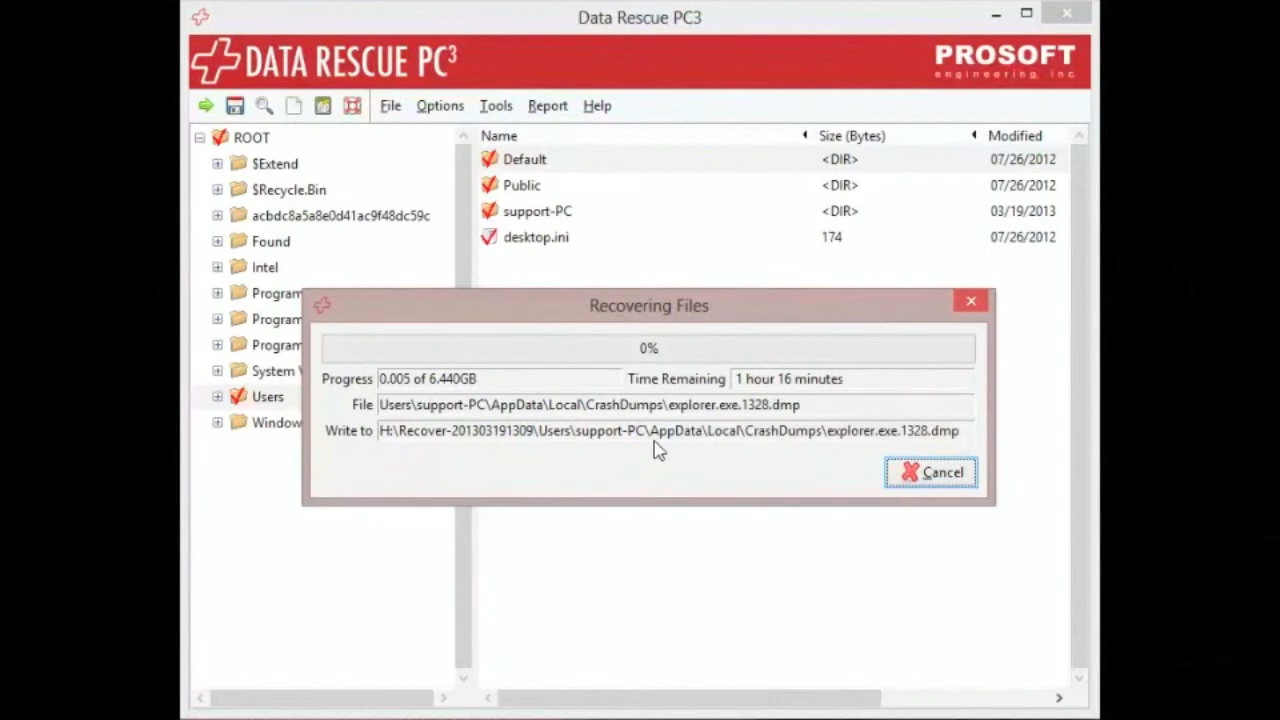 Data Rescue PC3
DATA RESCUE PC3
PROSOFT
engineering, inc
File Options Tools Report Help
ROOT
$Extend
$Recycle.Bin
acbdc8a5a8e0d41ac9f48dc59c
Found
Intel
Program
Program
Program
System
Users
Window
Name Size (Bytes) Modified
Default <DIR> 07/26/2012
Public <DIR> 07/26/2012
support-PC <DIR> 03/19/2013
desktop.ini 174 07/26/2012
Recovering Files
0%
Progress 0.005 of 6.440GB Time Remaining 1 hour 16 minutes
File Users\support-PC\AppData\Local\CrashDumps\explorer.exe.1328.dmp
Write to H:\Recover-201303191309\Users\support-PC\AppData\Local\CrashDumps\explorer.exe.1328.dmp
Cancel